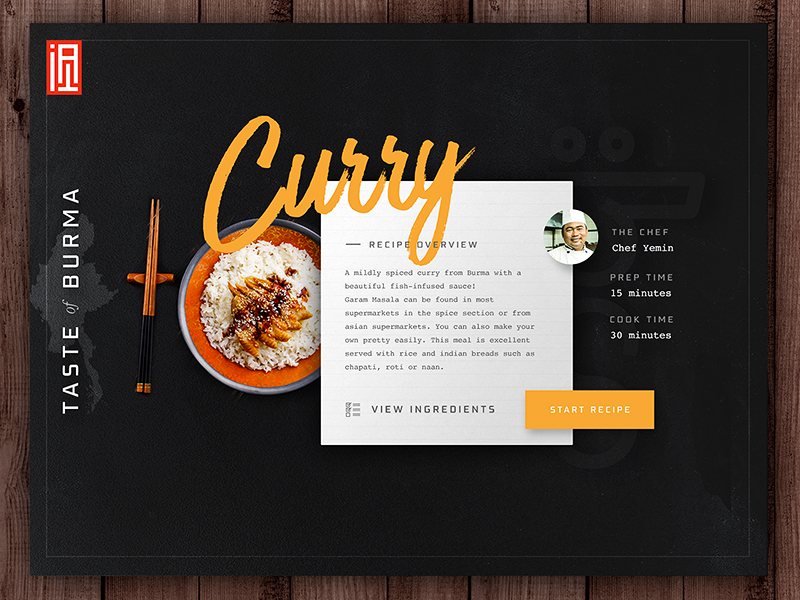 TASTE of BURMA
Curry
RECIPE OVERVIEW
A mildly spiced curry from Burma with a
beautiful fish-infused sauce!
Garam Masala can be found in most
supermarkets in the spice section or from
asian supermarkets. You can also make your
own pretty easily. This meal is excellent
served with rice and indian breads such as
chapati, roti or naan.
VIEW INGREDIENTS
START RECIPE
THE CHEF
Chef Yemin
PREP TIME
15 minutes
COOK TIME
30 minutes